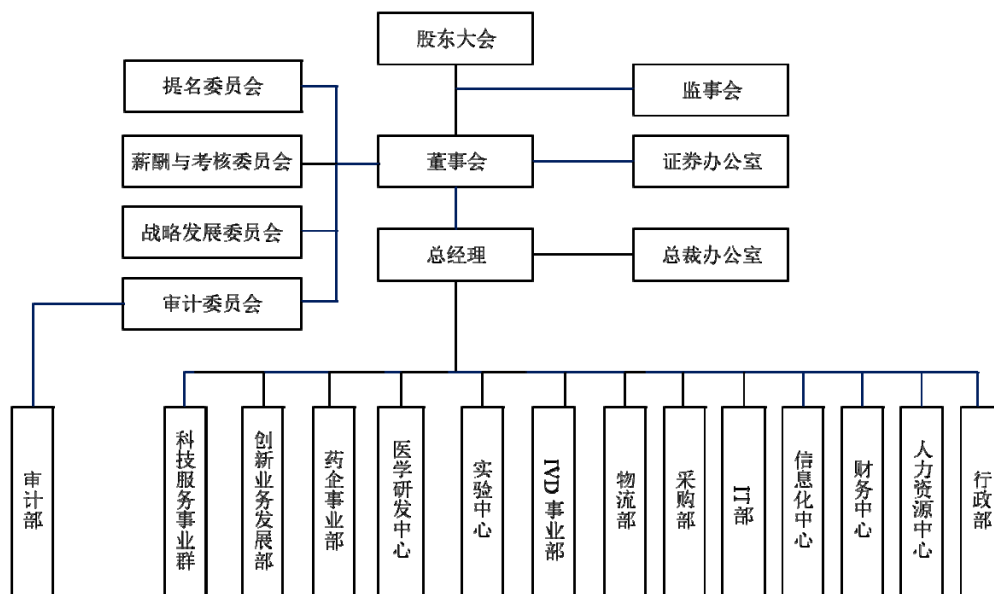 股东大会
提名委员会
监事会
薪酬与考核委员会
董事会
证券办公室
战略发展委员会
总经理
总裁办公室
审计委员会
审计部
科技服务事业群
创新业务发展部
药企事业部
医学研发中心
实验中心
IVD 事业部
物流部
采购部
IT部
信息化中心
财务中心
人力资源中心
行政部